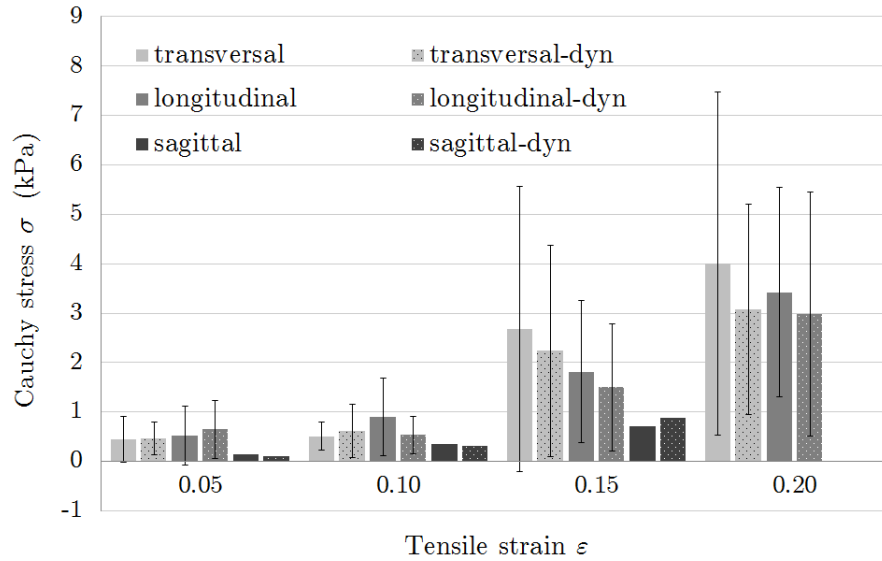 9
8
7
6
5
4
3
2
1
0
-1
Cauchy stress σ (kPa)
transversal
transversal-dyn
longitudinal
longitudinal-dyn
sagittal
sagittal-dyn
0.05
0.10
0.15
0.20
Tensile strain ε